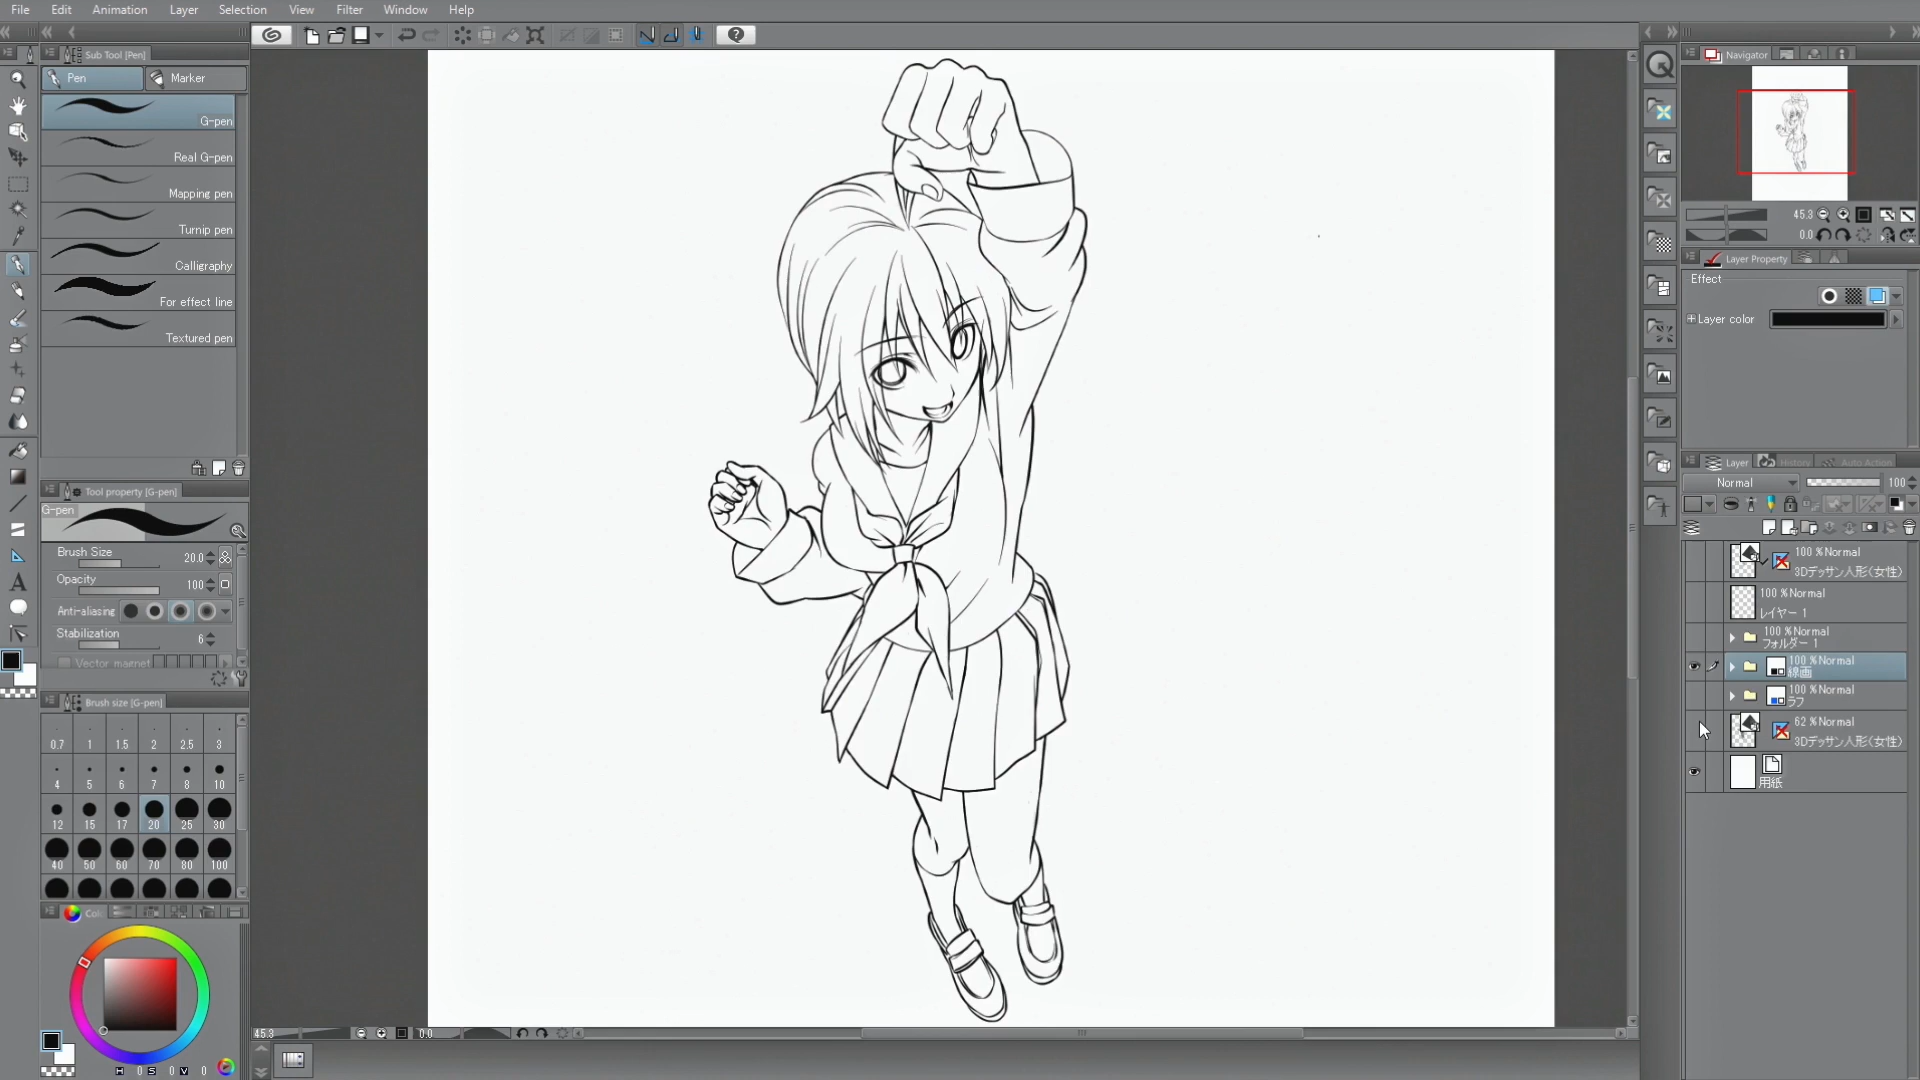 File Edit Animation Layer Selection View Filter Window Help
Sub Tool [Pen]
Pen
Marker
G-pen
Real G-pen
Mapping pen
Turnip pen
Calligraphy
For effect line
Textured pen
Tool property [G-pen]
G-pen
Brush Size 20.0
Opacity 100
Anti-aliasing
Stabilization 6
Vector magnet
Brush size [G-pen]
0.7 1 1.5 2 2.5 3
4 5 6 7 8 10
12 15 17 20 25 30
40 50 60 70 80 100
H 0 S 0 V 0
45.3
0.0
Navigator
45.3
0.0
Layer Property
Effect
Layer color
Layer History Auto Action
Normal 100
100 % Normal
3Dデッサン人形(女性)
100 % Normal
レイヤー 1
100 % Normal
フォルダー 1
100 % Normal
線画
100 % Normal
ラフ
62 % Normal
3Dデッサン人形(女性)
用紙